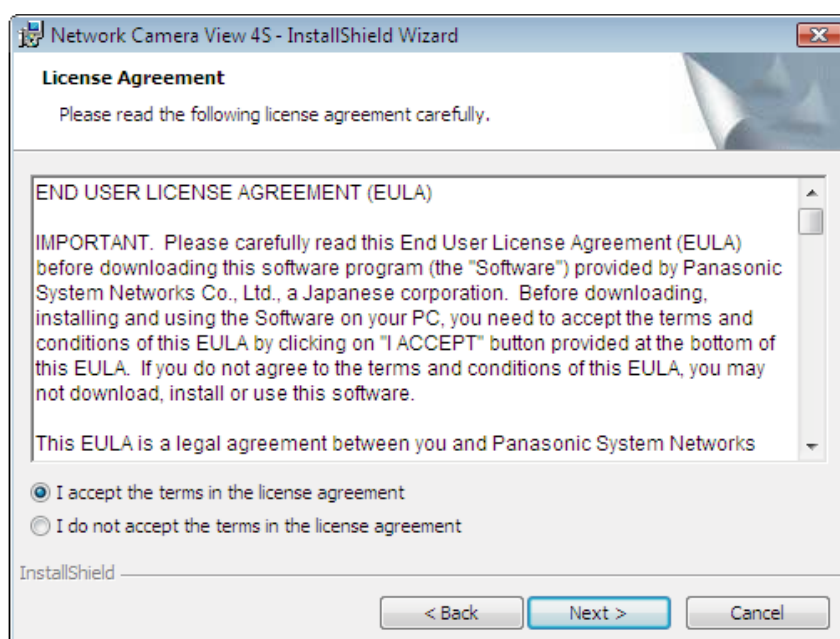 Network Camera View 4S - InstallShield Wizard
License Agreement
Please read the following license agreement carefully.
END USER LICENSE AGREEMENT (EULA)
IMPORTANT.  Please carefully read this End User License Agreement (EULA)
before downloading this software program (the "Software") provided by Panasonic
System Networks Co., Ltd., a Japanese corporation.  Before downloading,
installing and using the Software on your PC, you need to accept the terms and
conditions of this EULA by clicking on "I ACCEPT" button provided at the bottom of
this EULA.  If you do not agree to the terms and conditions of this EULA, you may
not download, install or use this software.
This EULA is a legal agreement between you and Panasonic System Networks
I accept the terms in the license agreement
I do not accept the terms in the license agreement
InstallShield
< Back
Next >
Cancel